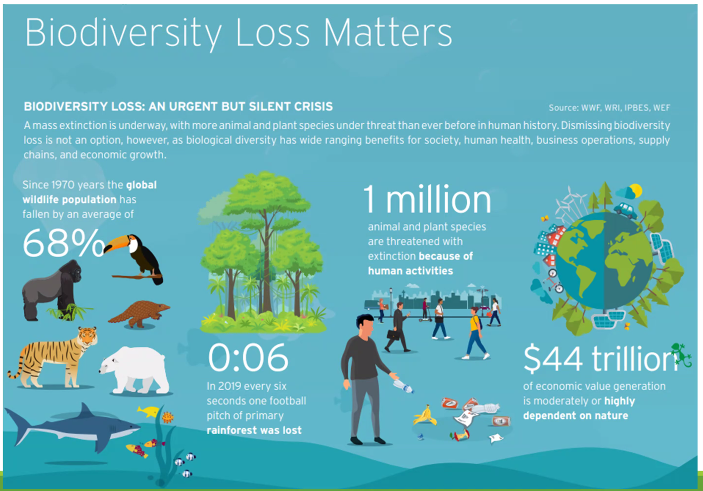 Biodiversity Loss Matters
BIODIVERSITY LOSS: AN URGENT BUT SILENT CRISIS
Source: WWF, WRI, IPBES, WEF
A mass extinction is underway, with more animal and plant species under threat than ever before in human history. Dismissing biodiversity
loss is not an option, however, as biological diversity has wide ranging benefits for society, human health, business operations, supply
chains, and economic growth.
Since 1970 years the global
wildlife population has
fallen by an average of
68%
0:06
In 2019 every six
seconds one football
pitch of primary
rainforest was lost
1 million
animal and plant species
are threatened with
extinction because of
human activities
$44 trillion
of economic value generation
is moderately or highly
dependent on nature